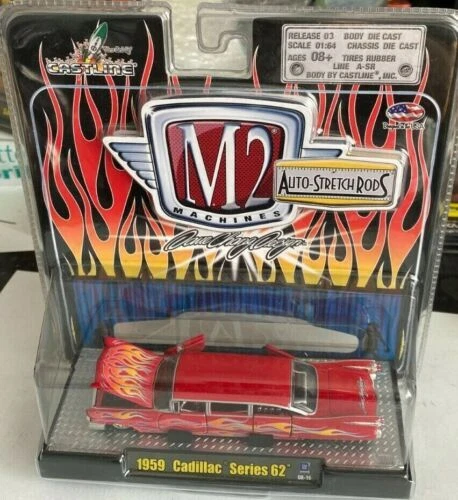 CASTLINE
RELEASE 03 BODY DIE CAST
SCALE 01:64 CHASSIS DIE CAST
AGES 08+ TIRES RUBBER
LINE A-SR
BODY BY CASTLINE®, INC.
M2
MACHINES
AUTO-STRETCH RODS
1959 Cadillac Series 62
GM